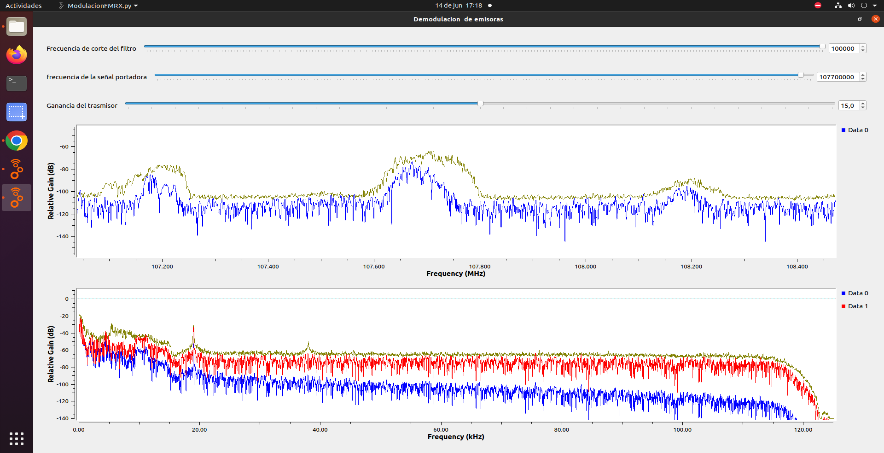 Actividades ModulacionFMRX.py 14 de jun 17:18
Demodulacion de emisoras
Frecuencia de corte del filtro 100000
Frecuencia de la señal portadora 107700000
Ganancia del trasmisor 15,0
Data 0
Relative Gain (dB)
-60
-80
-100
-120
-140
107.200 107.400 107.600 107.800 108.000 108.200 108.400
Frequency (MHz)
Data 0
Data 1
Relative Gain (dB)
0
-20
-40
-60
-80
-100
-120
-140
0.00 20.00 40.00 60.00 80.00 100.00 120.00
Frequency (kHz)